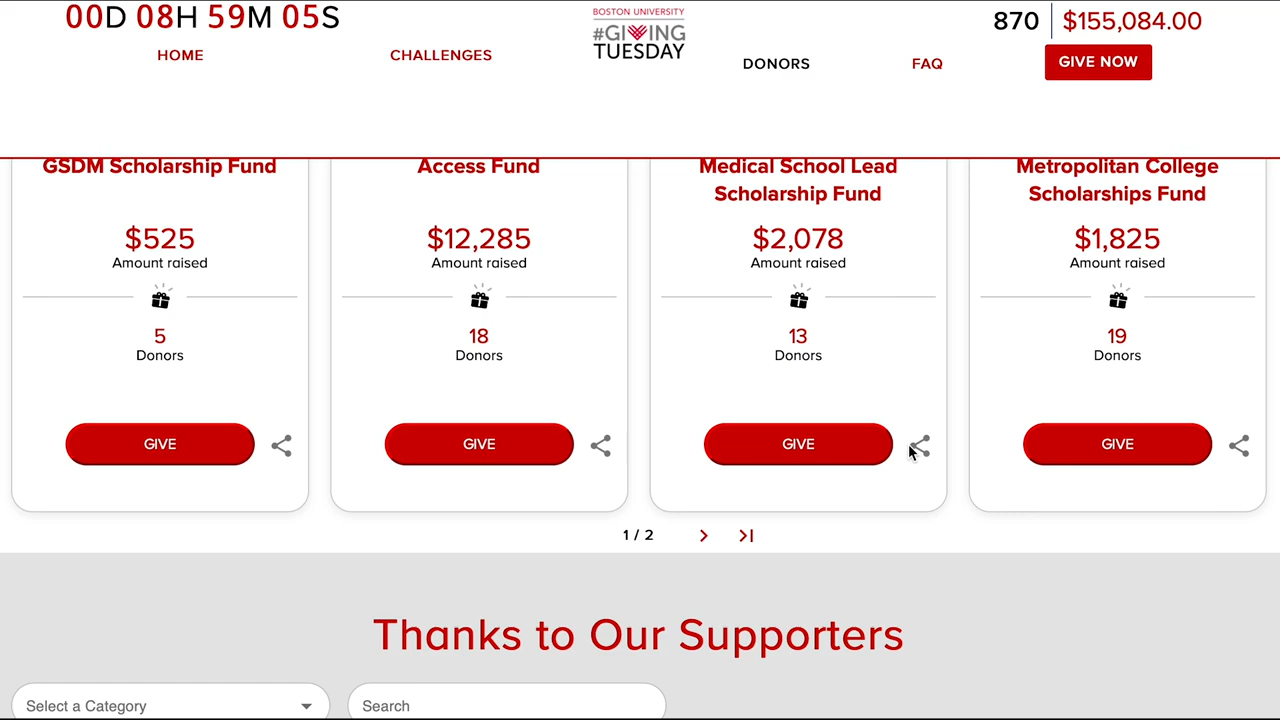 00D 08H 59M 05S
BOSTON UNIVERSITY
#GIVING
TUESDAY
870 $155,084.00
HOME
CHALLENGES
DONORS
FAQ
GIVE NOW
GSDM Scholarship Fund
$525
Amount raised
5
Donors
GIVE
Access Fund
$12,285
Amount raised
18
Donors
GIVE
Medical School Lead
Scholarship Fund
$2,078
Amount raised
13
Donors
GIVE
Metropolitan College
Scholarships Fund
$1,825
Amount raised
19
Donors
GIVE
1 / 2
Thanks to Our Supporters
Select a Category
Search